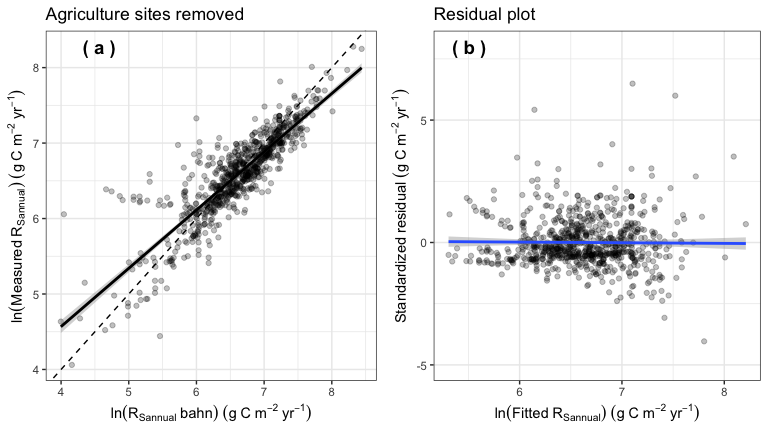 Agriculture sites removed
( a )
8
7
6
5
4
ln(Measured R_Sannual) (g C m⁻² yr⁻¹)
4
5
6
7
8
ln(R_Sannual bahn) (g C m⁻² yr⁻¹)
Residual plot
( b )
5
0
-5
Standardized residual (g C m⁻² yr⁻¹)
6
7
8
ln(Fitted R_Sannual) (g C m⁻² yr⁻¹)